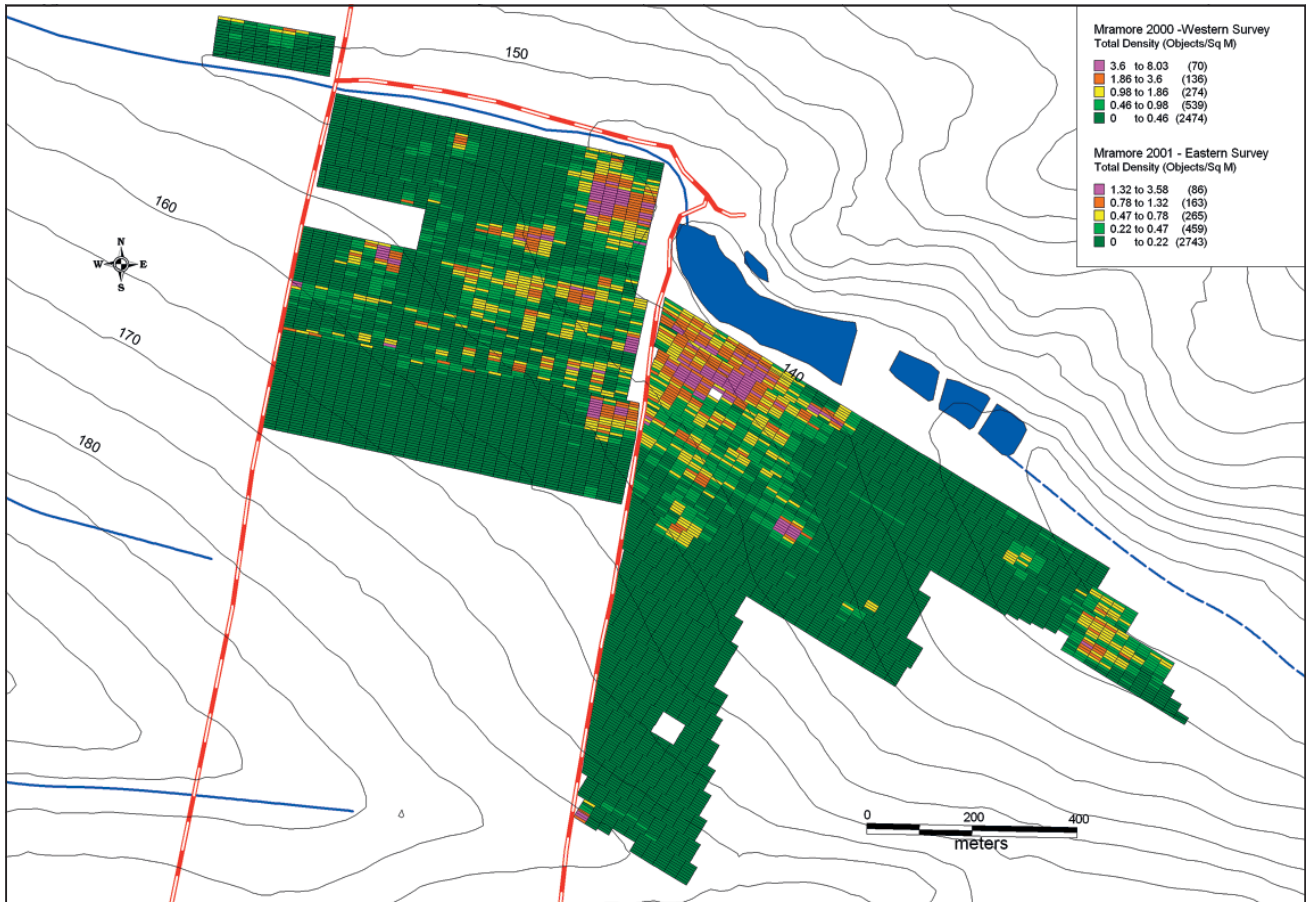 Mramore 2000 -Western Survey
Total Density (Objects/Sq M)
3.6 to 8.03 (70)
1.86 to 3.6 (136)
0.98 to 1.86 (274)
0.46 to 0.98 (539)
0 to 0.46 (2474)
Mramore 2001 - Eastern Survey
Total Density (Objects/Sq M)
1.32 to 3.58 (86)
0.78 to 1.32 (163)
0.47 to 0.78 (265)
0.22 to 0.47 (459)
0 to 0.22 (2743)
150
160
N
W E
S
170
140
180
0 200 400
meters